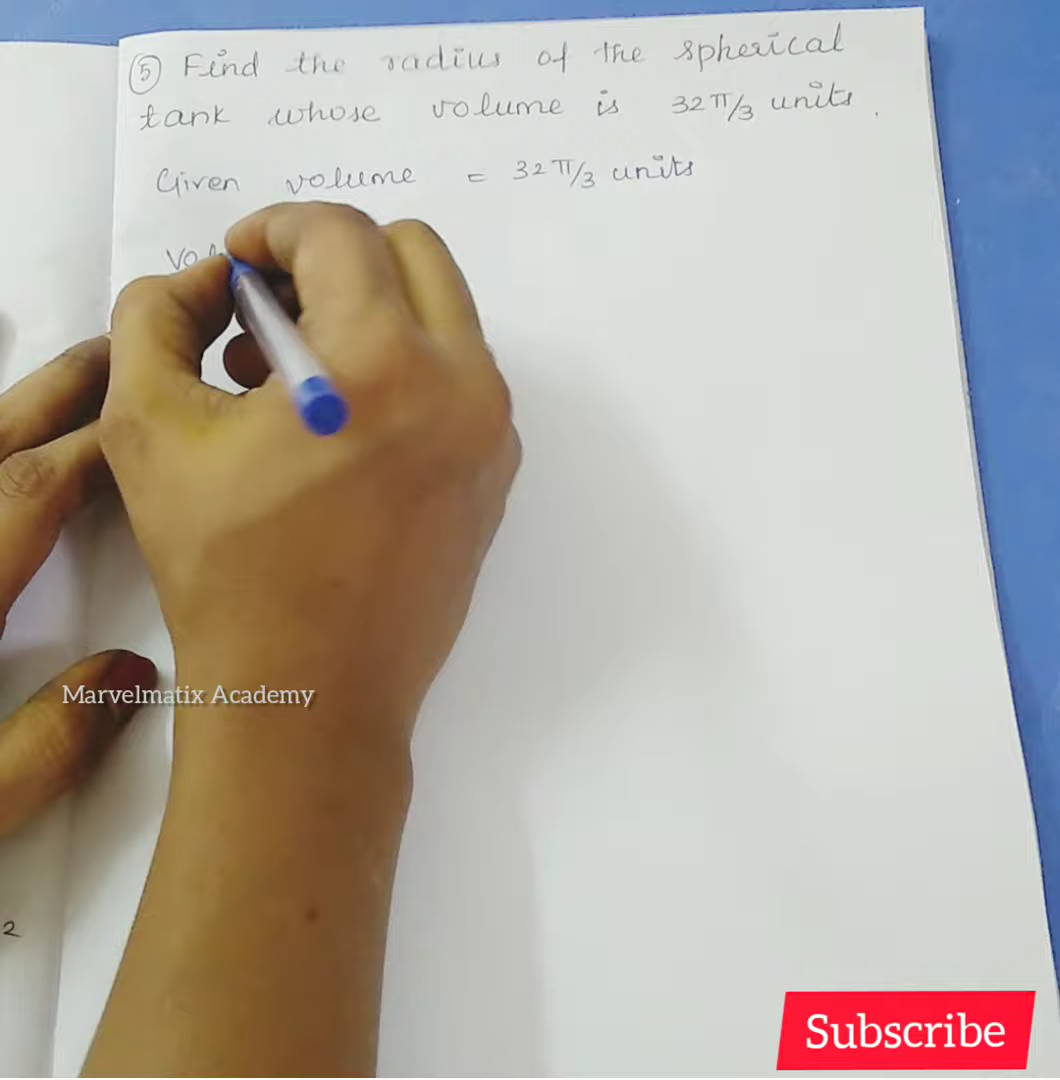 ⑤ Find the radius of the spherical
tank whose volume is 32π/3 units.
Given volume = 32π/3 units
Marvelmatix Academy
2
Subscribe